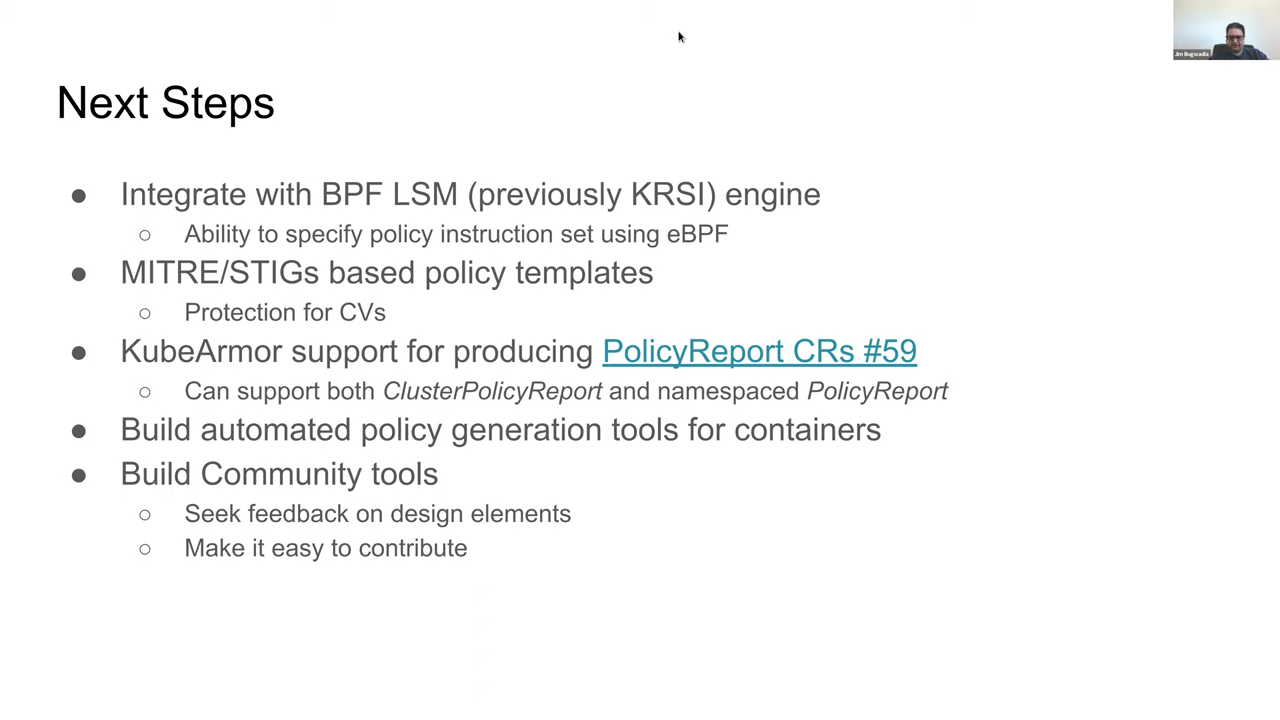 Jim Bugwadia
Next Steps
● Integrate with BPF LSM (previously KRSI) engine
○ Ability to specify policy instruction set using eBPF
● MITRE/STIGs based policy templates
○ Protection for CVs
● KubeArmor support for producing PolicyReport CRs #59
○ Can support both ClusterPolicyReport and namespaced PolicyReport
● Build automated policy generation tools for containers
● Build Community tools
○ Seek feedback on design elements
○ Make it easy to contribute